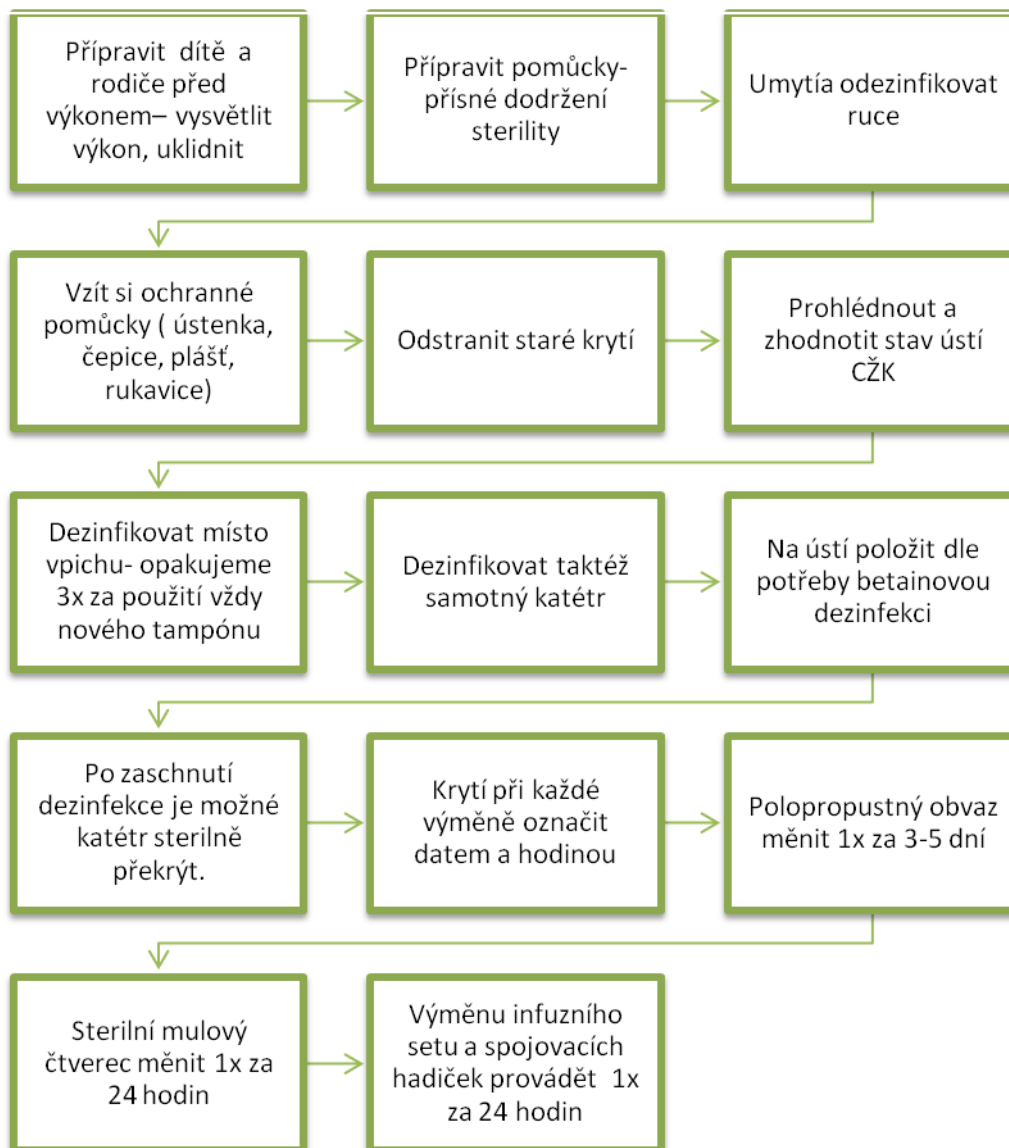 Přípravit dítě a
rodiče před
výkonem– vysvětlit
výkon, uklidnit
Přípravit pomůcky-
přísné dodržení
sterility
Umytía odezinfikovat
ruce
Vzít si ochranné
pomůcky ( ústenka,
čepice, plášť,
rukavice)
Odstranit staré krytí
Prohlédnout a
zhodnotit stav ústí
CŽK
Dezinfikovat místo
vpichu- opakujeme
3x za použití vždy
nového tampónu
Dezinfikovat taktéž
samotný katétr
Na ústí položit dle
potřeby betainovou
dezinfekci
Po zaschnutí
dezinfekce je možné
katétr sterilně
překrýt.
Krytí při každé
výměně označit
datem a hodinou
Polopropustný obvaz
měnit 1x za 3-5 dní
Sterilní mulový
čtverec měnit 1x za
24 hodin
Výměnu infuzního
setu a spojovacích
hadiček provádět 1x
za 24 hodin